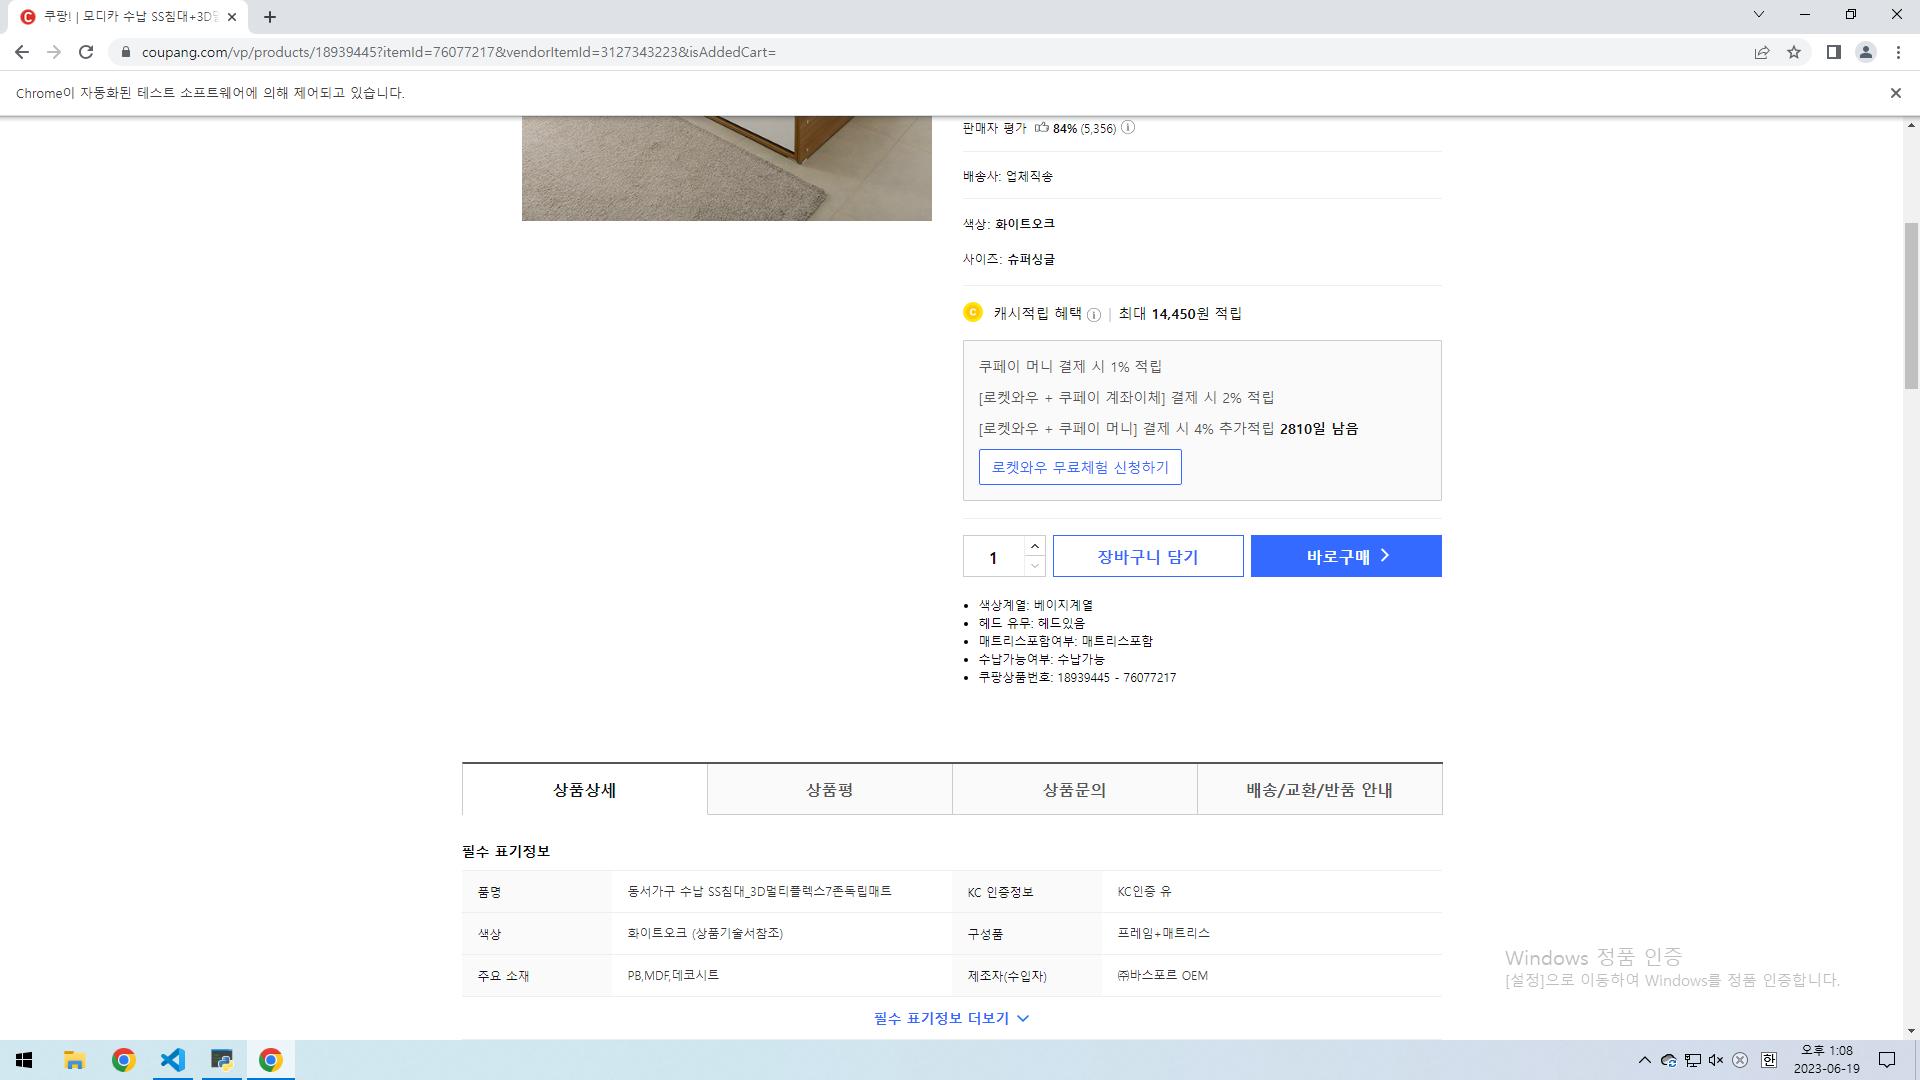 쿠팡! | 모디카 수납 SS침대+3D멀
coupang.com/vp/products/18939445?itemId=76077217&vendorItemId=3127343223&isAddedCart=
Chrome이 자동화된 테스트 소프트웨어에 의해 제어되고 있습니다.
판매자 평가 84% (5,356)
배송사: 업체직송
색상: 화이트오크
사이즈: 슈퍼싱글
캐시적립 혜택 | 최대 14,450원 적립
쿠페이 머니 결제 시 1% 적립
[로켓와우 + 쿠페이 계좌이체] 결제 시 2% 적립
[로켓와우 + 쿠페이 머니] 결제 시 4% 추가적립 2810일 남음
로켓와우 무료체험 신청하기
1
장바구니 담기
바로구매
색상계열: 베이지계열
헤드 유무: 헤드있음
매트리스포함여부: 매트리스포함
수납가능여부: 수납가능
쿠팡상품번호: 18939445 - 76077217
상품상세
상품평
상품문의
배송/교환/반품 안내
필수 표기정보
품명 동서가구 수납 SS침대_3D멀티플렉스7존독립매트 KC 인증정보 KC인증 유
색상 화이트오크 (상품기술서참조) 구성품 프레임+매트리스
주요 소재 PB,MDF,데코시트 제조자(수입자) ㈜바스포르 OEM
필수 표기정보 더보기
Windows 정품 인증
[설정]으로 이동하여 Windows를 정품 인증합니다.
한
오후 1:08
2023-06-19